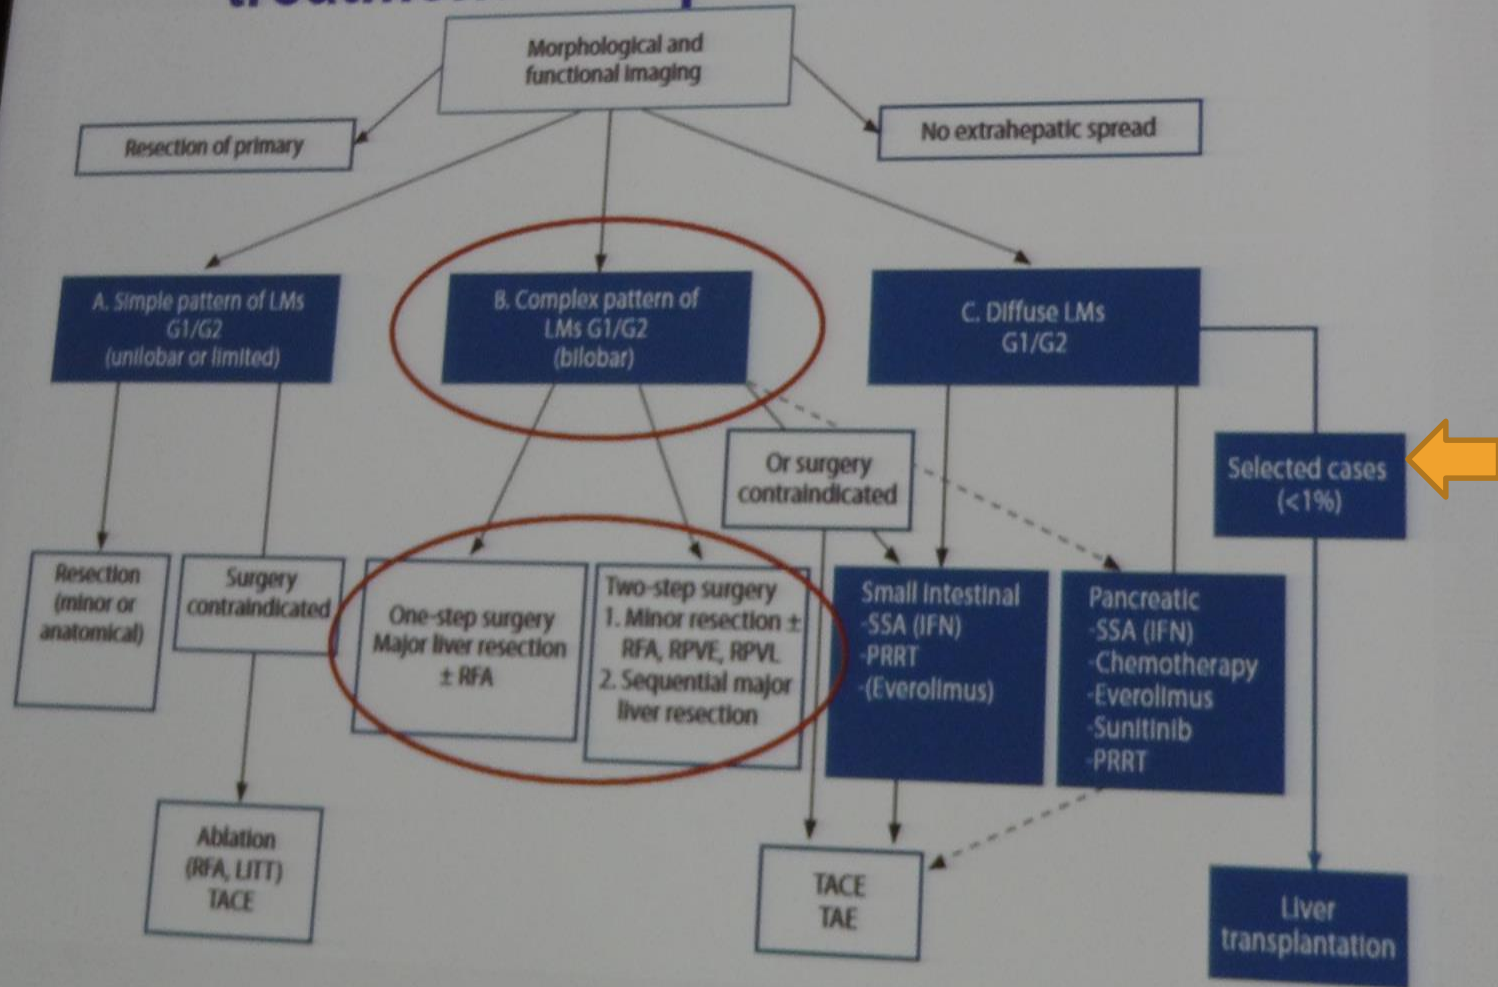 Morphological and
functional imaging
Resection of primary
No extrahepatic spread
A. Simple pattern of LMs
G1/G2
(unilobar or limited)
B. Complex pattern of
LMs G1/G2
(bilobar)
C. Diffuse LMs
G1/G2
Or surgery
contraindicated
Selected cases
(<1%)
Resection
(minor or
anatomical)
Surgery
contraindicated
One-step surgery
Major liver resection
± RFA
Two-step surgery
1. Minor resection ±
RFA, RPVE, RPVL
2. Sequential major
liver resection
Small intestinal
-SSA (IFN)
-PRRT
-(Everolimus)
Pancreatic
-SSA (IFN)
-Chemotherapy
-Everolimus
-Sunitinib
-PRRT
Ablation
(RFA, LITT)
TACE
TACE
TAE
Liver
transplantation